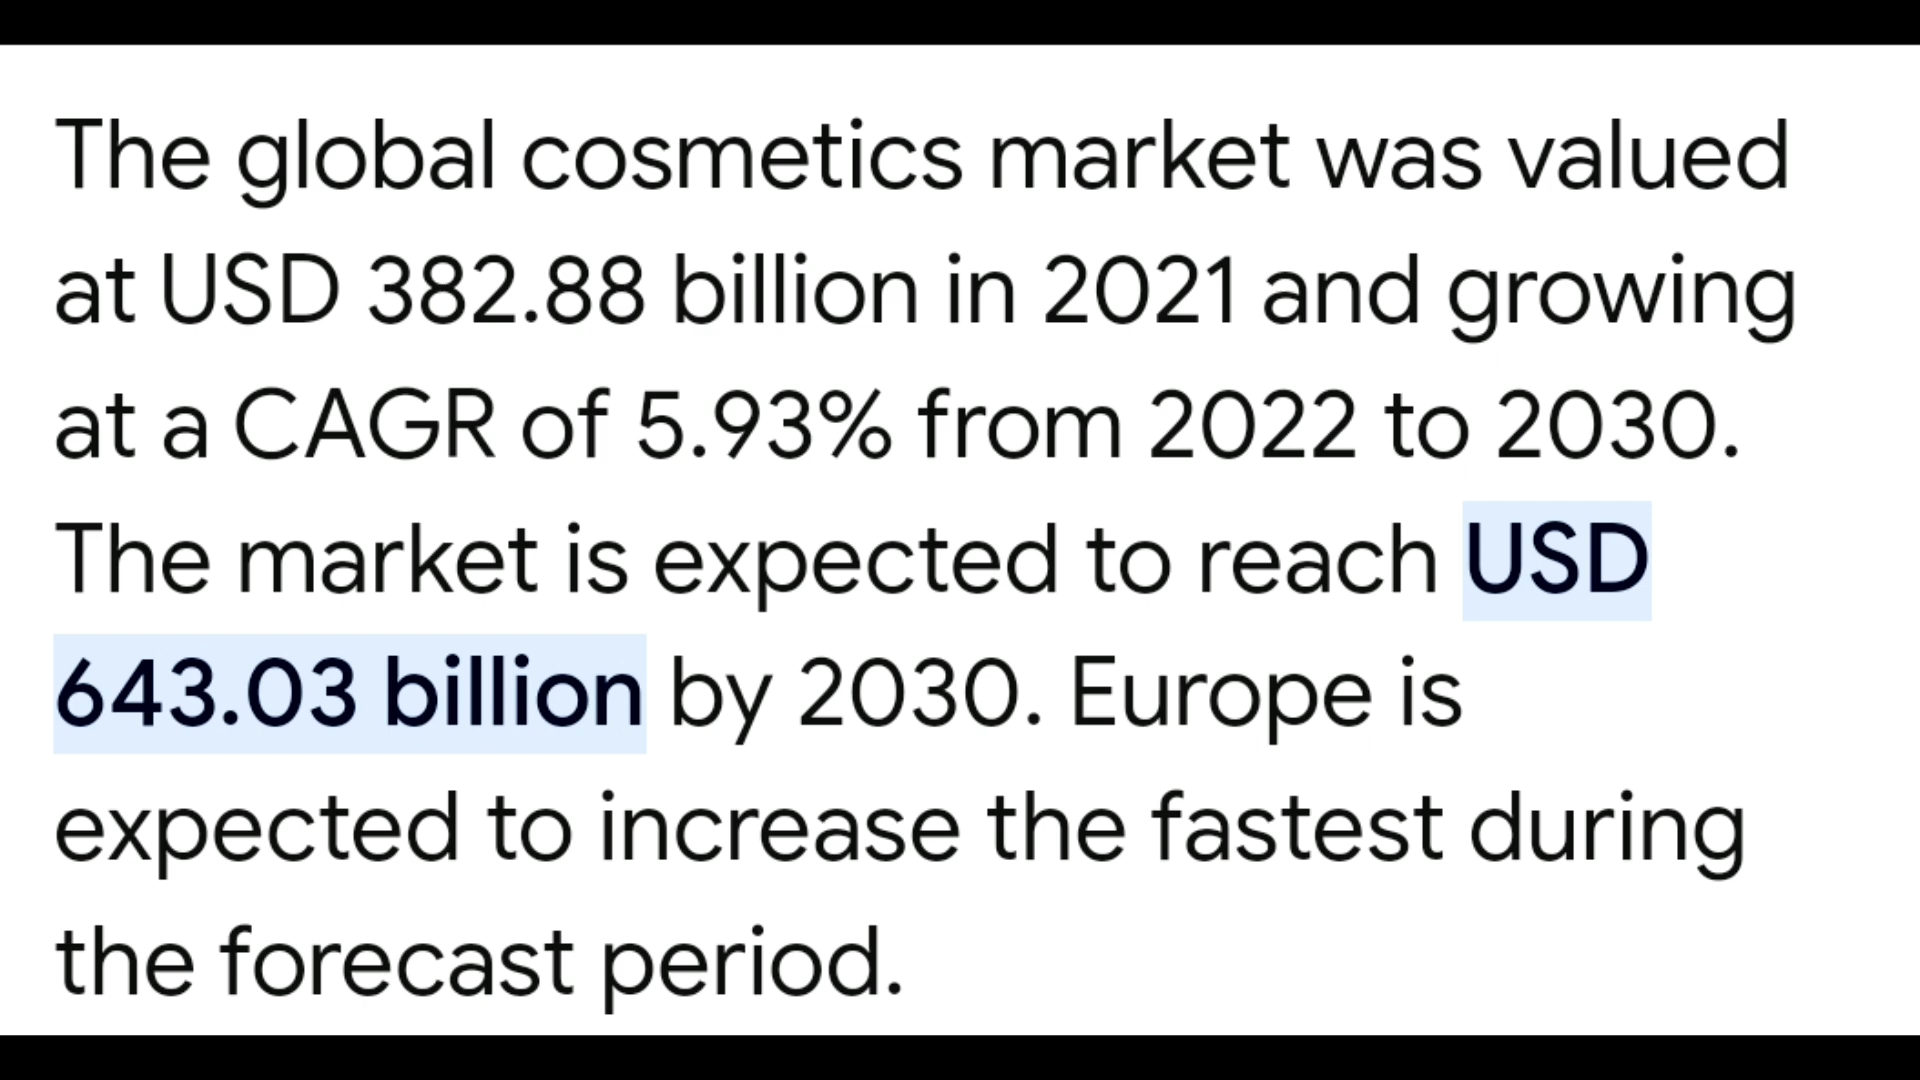 The global cosmetics market was valued
at USD 382.88 billion in 2021 and growing
at a CAGR of 5.93% from 2022 to 2030.
The market is expected to reach USD
643.03 billion by 2030. Europe is
expected to increase the fastest during
the forecast period.